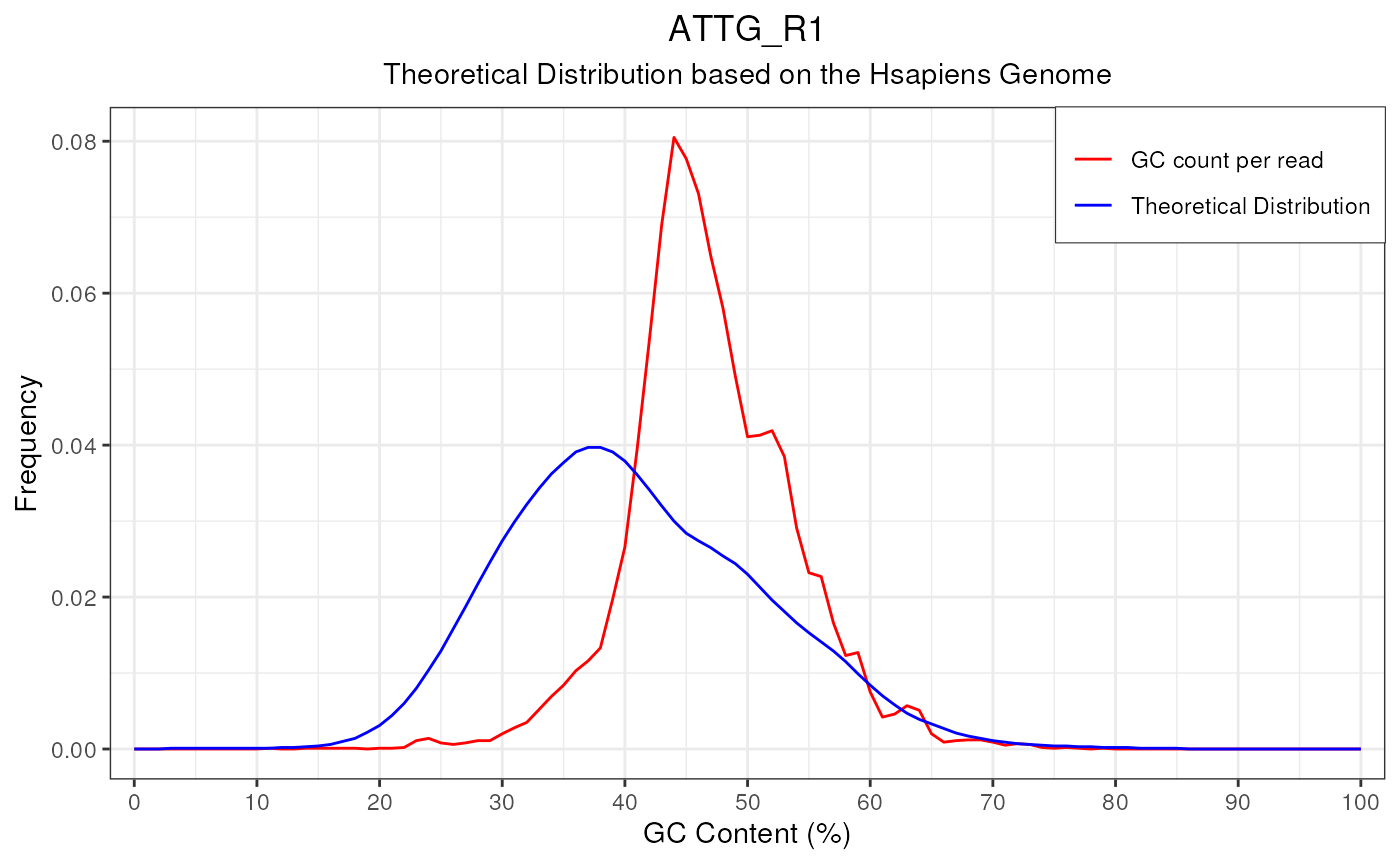 ATTG_R1
Theoretical Distribution based on the Hsapiens Genome
GC count per read
Theoretical Distribution
Frequency
0.08
0.06
0.04
0.02
0.00
0 10 20 30 40 50 60 70 80 90 100
GC Content (%)